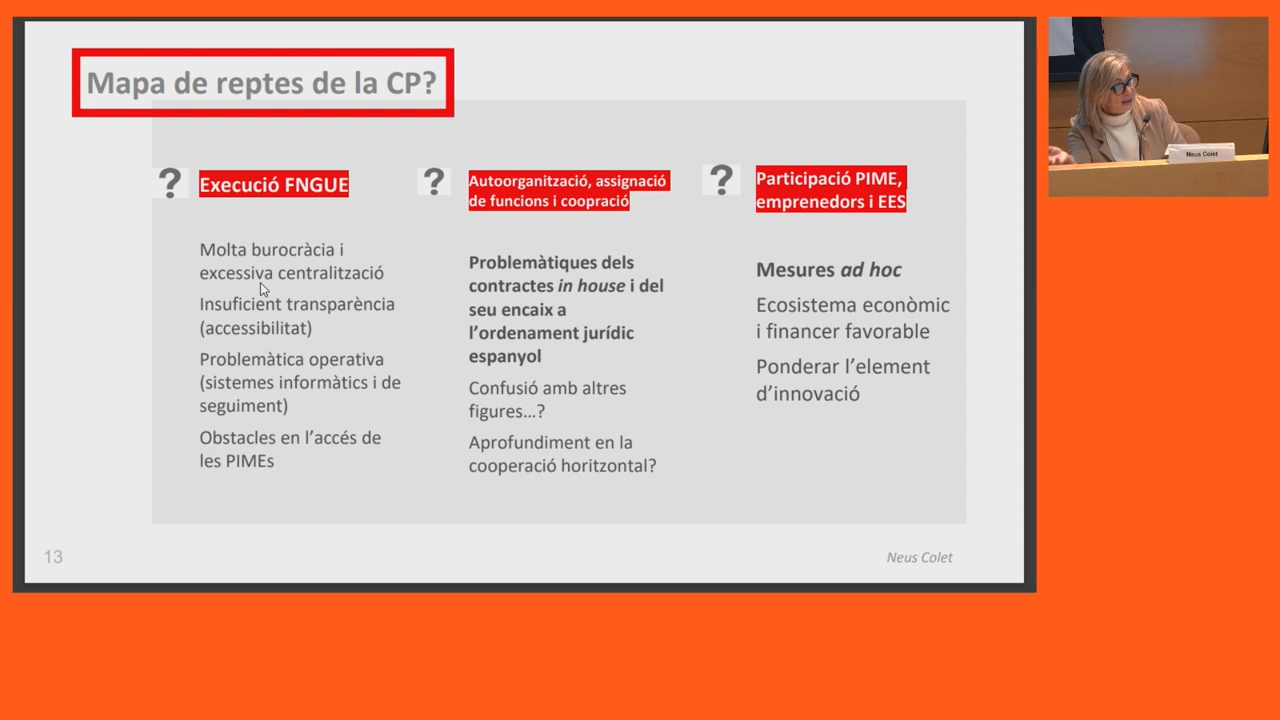 Mapa de reptes de la CP?
? Execució FNGUE
Molta burocràcia i
excessiva centralització
Insuficient transparència
(accessibilitat)
Problemàtica operativa
(sistemes informàtics i de
seguiment)
Obstacles en l'accés de
les PIMEs
? Autoorganització, assignació
de funcions i coopració
Problemàtiques dels
contractes in house i del
seu encaix a
l'ordenament jurídic
espanyol
Confusió amb altres
figures...?
Aprofundiment en la
cooperació horitzontal?
? Participació PIME,
emprenedors i EES
Mesures ad hoc
Ecosistema econòmic
i financer favorable
Ponderar l'element
d'innovació
13
Neus Colet
Neus Colet